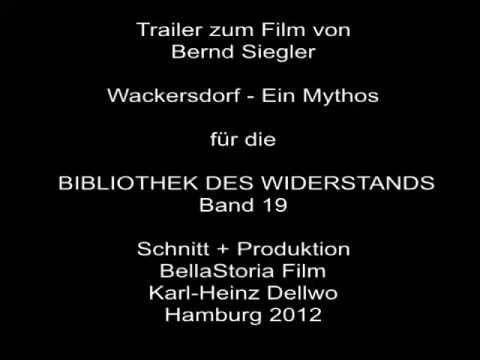 Trailer zum Film von
Bernd Siegler
Wackersdorf - Ein Mythos
für die
BIBLIOTHEK DES WIDERSTANDS
Band 19
Schnitt + Produktion
BellaStoria Film
Karl-Heinz Dellwo
Hamburg 2012